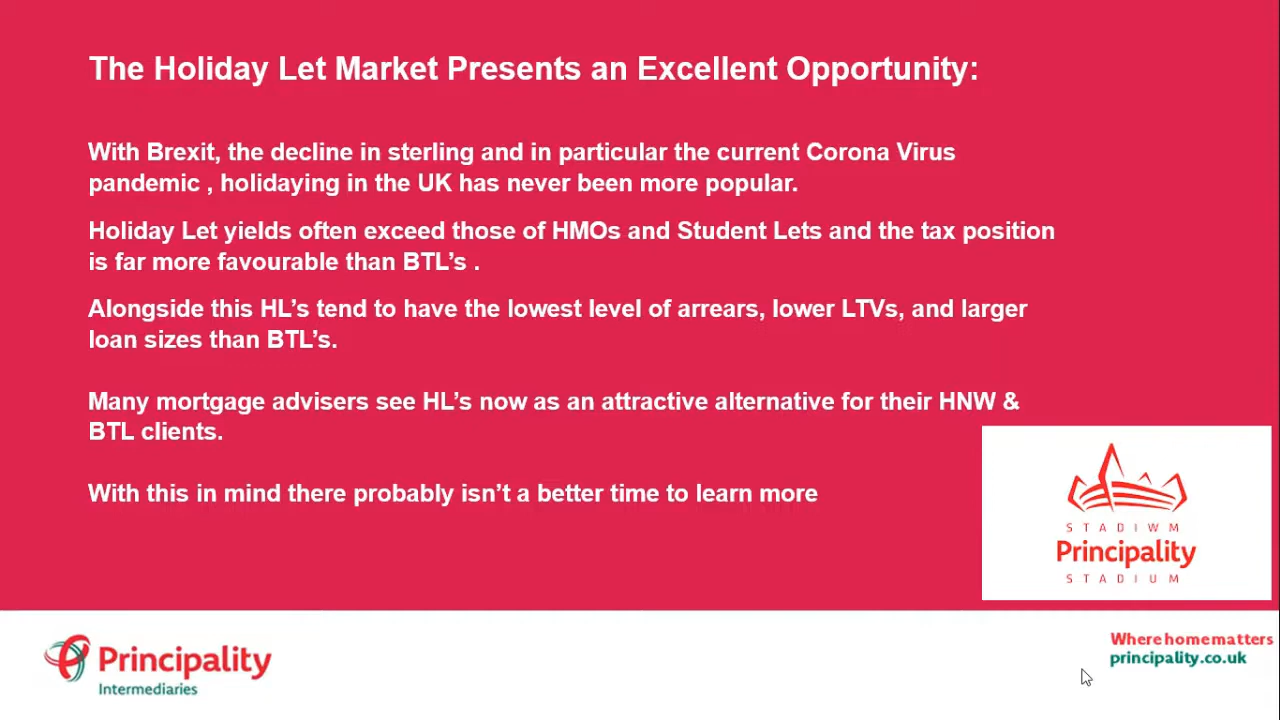 The Holiday Let Market Presents an Excellent Opportunity:
With Brexit, the decline in sterling and in particular the current Corona Virus
pandemic , holidaying in the UK has never been more popular.
Holiday Let yields often exceed those of HMOs and Student Lets and the tax position
is far more favourable than BTL’s .
Alongside this HL’s tend to have the lowest level of arrears, lower LTVs, and larger
loan sizes than BTL’s.
Many mortgage advisers see HL’s now as an attractive alternative for their HNW &
BTL clients.
With this in mind there probably isn’t a better time to learn more
STADIWM
Principality
STADIUM
Principality
Intermediaries
Where home matters
principality.co.uk